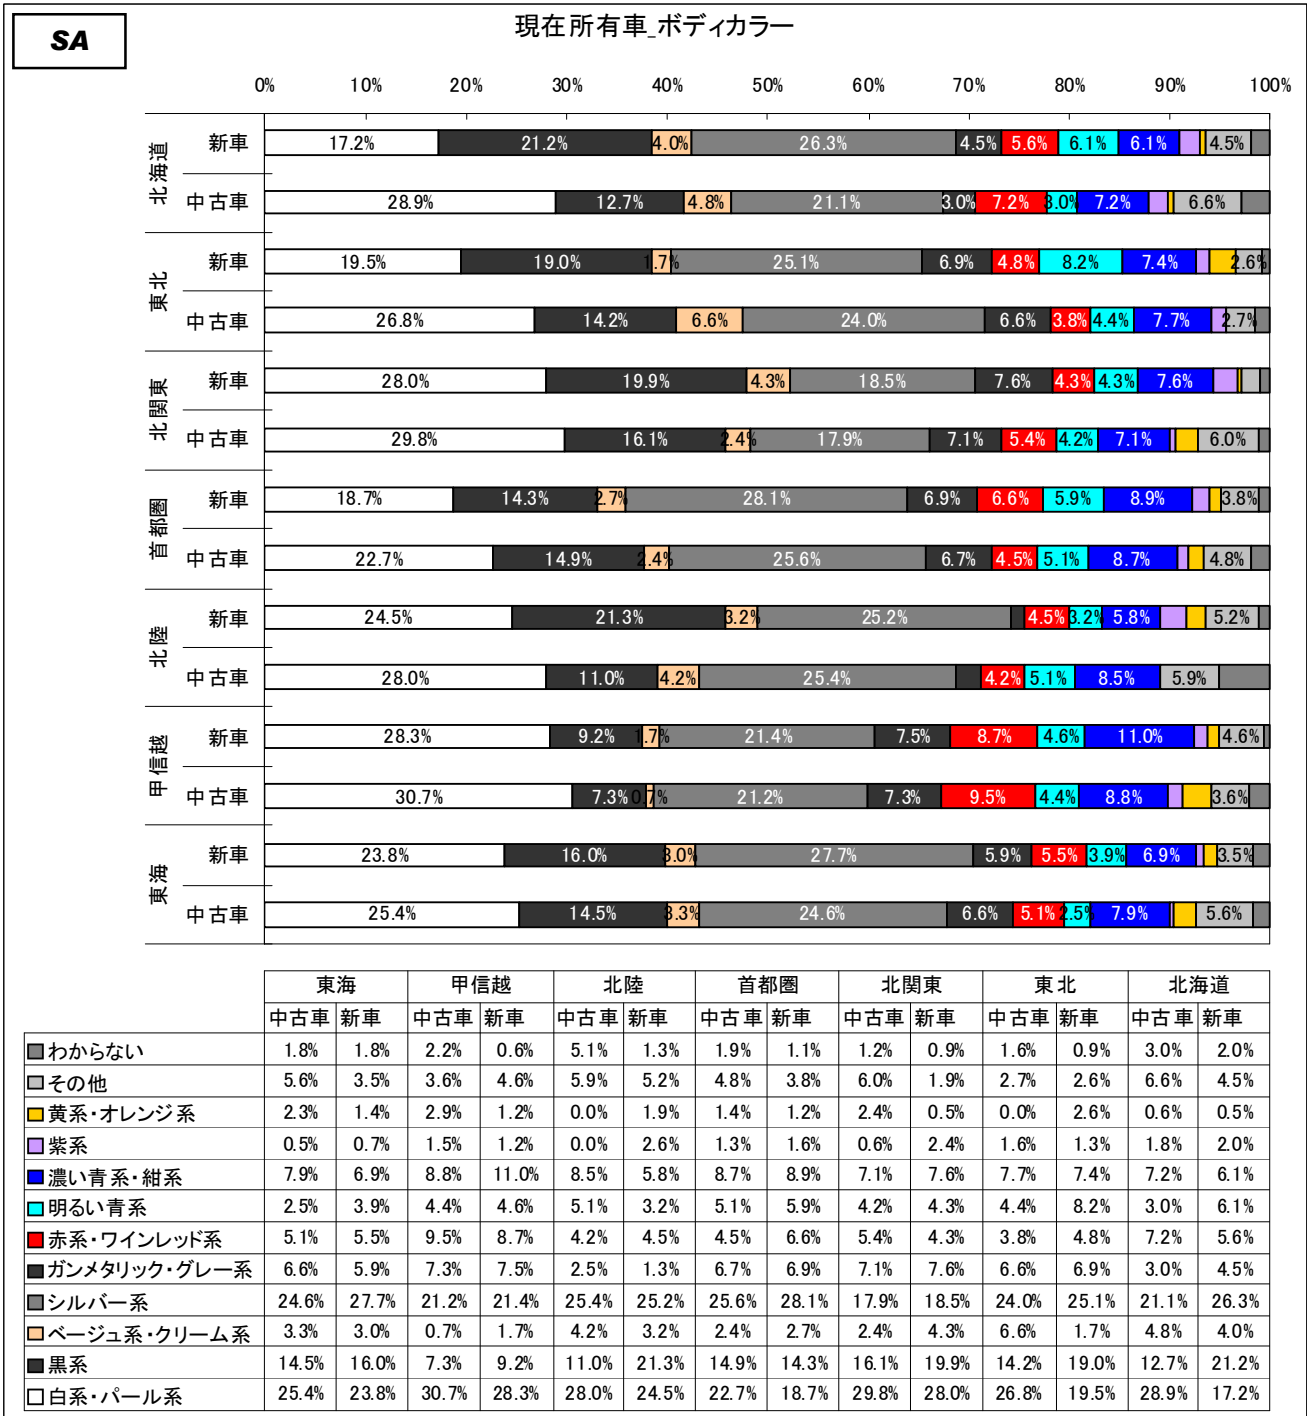 SA
現在所有車_ボディカラー
0% 10% 20% 30% 40% 50% 60% 70% 80% 90% 100%
北海道
新車 17.2% 21.2% 4.0% 26.3% 4.5% 5.6% 6.1% 6.1% 4.5%
中古車 28.9% 12.7% 4.8% 21.1% 3.0% 7.2% 3.0% 7.2% 6.6%
東北
新車 19.5% 19.0% 1.7% 25.1% 6.9% 4.8% 8.2% 7.4% 2.6%
中古車 26.8% 14.2% 6.6% 24.0% 6.6% 3.8% 4.4% 7.7% 2.7%
北関東
新車 28.0% 19.9% 4.3% 18.5% 7.6% 4.3% 4.3% 7.6%
中古車 29.8% 16.1% 2.4% 17.9% 7.1% 5.4% 4.2% 7.1% 6.0%
首都圏
新車 18.7% 14.3% 2.7% 28.1% 6.9% 6.6% 5.9% 8.9% 3.8%
中古車 22.7% 14.9% 2.4% 25.6% 6.7% 4.5% 5.1% 8.7% 4.8%
北陸
新車 24.5% 21.3% 3.2% 25.2% 4.5% 3.2% 5.8% 5.2%
中古車 28.0% 11.0% 4.2% 25.4% 4.2% 5.1% 8.5% 5.9%
甲信越
新車 28.3% 9.2% 1.7% 21.4% 7.5% 8.7% 4.6% 11.0% 4.6%
中古車 30.7% 7.3% 0.7% 21.2% 7.3% 9.5% 4.4% 8.8% 3.6%
東海
新車 23.8% 16.0% 3.0% 27.7% 5.9% 5.5% 3.9% 6.9% 3.5%
中古車 25.4% 14.5% 3.3% 24.6% 6.6% 5.1% 2.5% 7.9% 5.6%
東海 甲信越 北陸 首都圏 北関東 東北 北海道
中古車 新車 中古車 新車 中古車 新車 中古車 新車 中古車 新車 中古車 新車 中古車 新車
わからない 1.8% 1.8% 2.2% 0.6% 5.1% 1.3% 1.9% 1.1% 1.2% 0.9% 1.6% 0.9% 3.0% 2.0%
その他 5.6% 3.5% 3.6% 4.6% 5.9% 5.2% 4.8% 3.8% 6.0% 1.9% 2.7% 2.6% 6.6% 4.5%
黄系・オレンジ系 2.3% 1.4% 2.9% 1.2% 0.0% 1.9% 1.4% 1.2% 2.4% 0.5% 0.0% 2.6% 0.6% 0.5%
紫系 0.5% 0.7% 1.5% 1.2% 0.0% 2.6% 1.3% 1.6% 0.6% 2.4% 1.6% 1.3% 1.8% 2.0%
濃い青系・紺系 7.9% 6.9% 8.8% 11.0% 8.5% 5.8% 8.7% 8.9% 7.1% 7.6% 7.7% 7.4% 7.2% 6.1%
明るい青系 2.5% 3.9% 4.4% 4.6% 5.1% 3.2% 5.1% 5.9% 4.2% 4.3% 4.4% 8.2% 3.0% 6.1%
赤系・ワインレッド系 5.1% 5.5% 9.5% 8.7% 4.2% 4.5% 4.5% 6.6% 5.4% 4.3% 3.8% 4.8% 7.2% 5.6%
ガンメタリック・グレー系 6.6% 5.9% 7.3% 7.5% 2.5% 1.3% 6.7% 6.9% 7.1% 7.6% 6.6% 6.9% 3.0% 4.5%
シルバー系 24.6% 27.7% 21.2% 21.4% 25.4% 25.2% 25.6% 28.1% 17.9% 18.5% 24.0% 25.1% 21.1% 26.3%
ベージュ系・クリーム系 3.3% 3.0% 0.7% 1.7% 4.2% 3.2% 2.4% 2.7% 2.4% 4.3% 6.6% 1.7% 4.8% 4.0%
黒系 14.5% 16.0% 7.3% 9.2% 11.0% 21.3% 14.9% 14.3% 16.1% 19.9% 14.2% 19.0% 12.7% 21.2%
白系・パール系 25.4% 23.8% 30.7% 28.3% 28.0% 24.5% 22.7% 18.7% 29.8% 28.0% 26.8% 19.5% 28.9% 17.2%